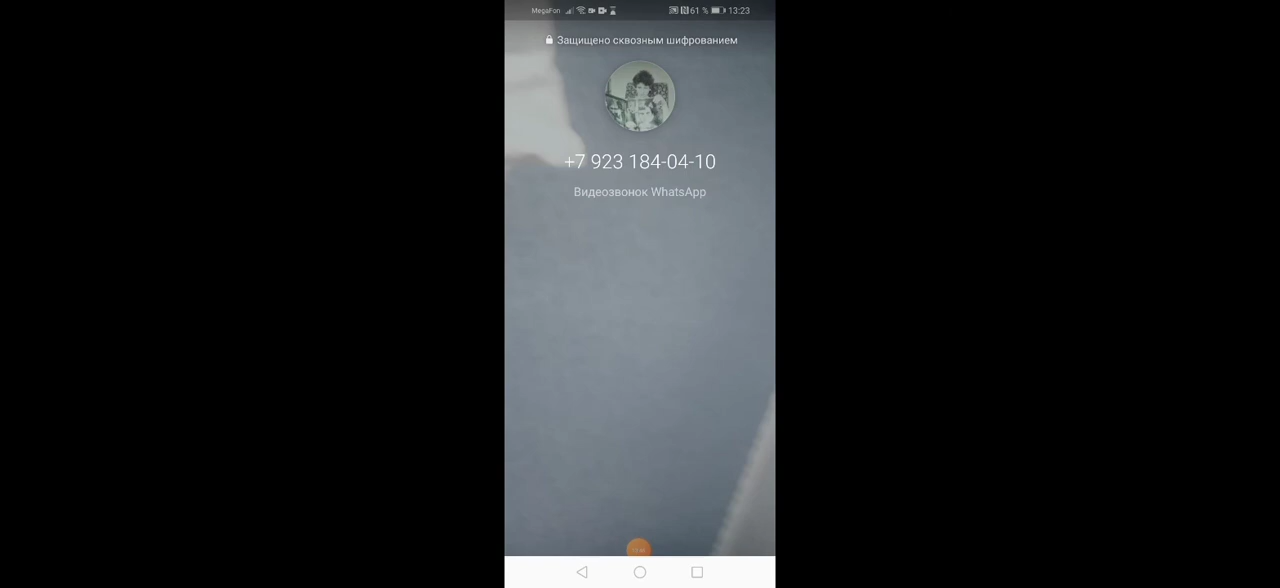 MegaFon 61 % 13:23
Защищено сквозным шифрованием
+7 923 184-04-10
Видеозвонок WhatsApp